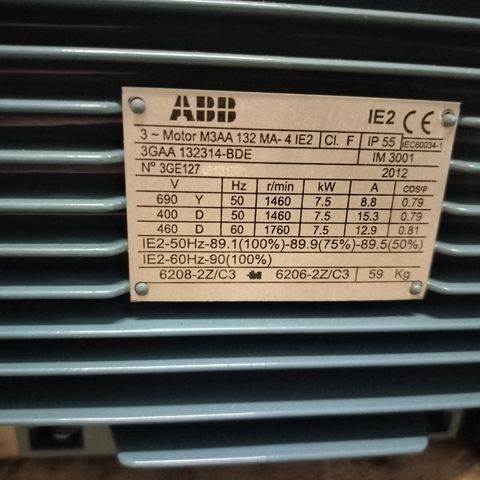 ABB IE2 CE
3 ~ Motor M3AA 132 MA- 4 IE2 Cl. F IP 55 IEC60034-1
3GAA 132314-BDE IM 3001
N° 3GE127 2012
V Hz r/min kW A cosφ
690 Y 50 1460 7.5 8.8 0.79
400 D 50 1460 7.5 15.3 0.79
460 D 60 1760 7.5 12.9 0.81
IE2-50Hz-89.1(100%)-89.9(75%)-89.5(50%)
IE2-60Hz-90(100%)
6208-2Z/C3 6206-2Z/C3 59 Kg